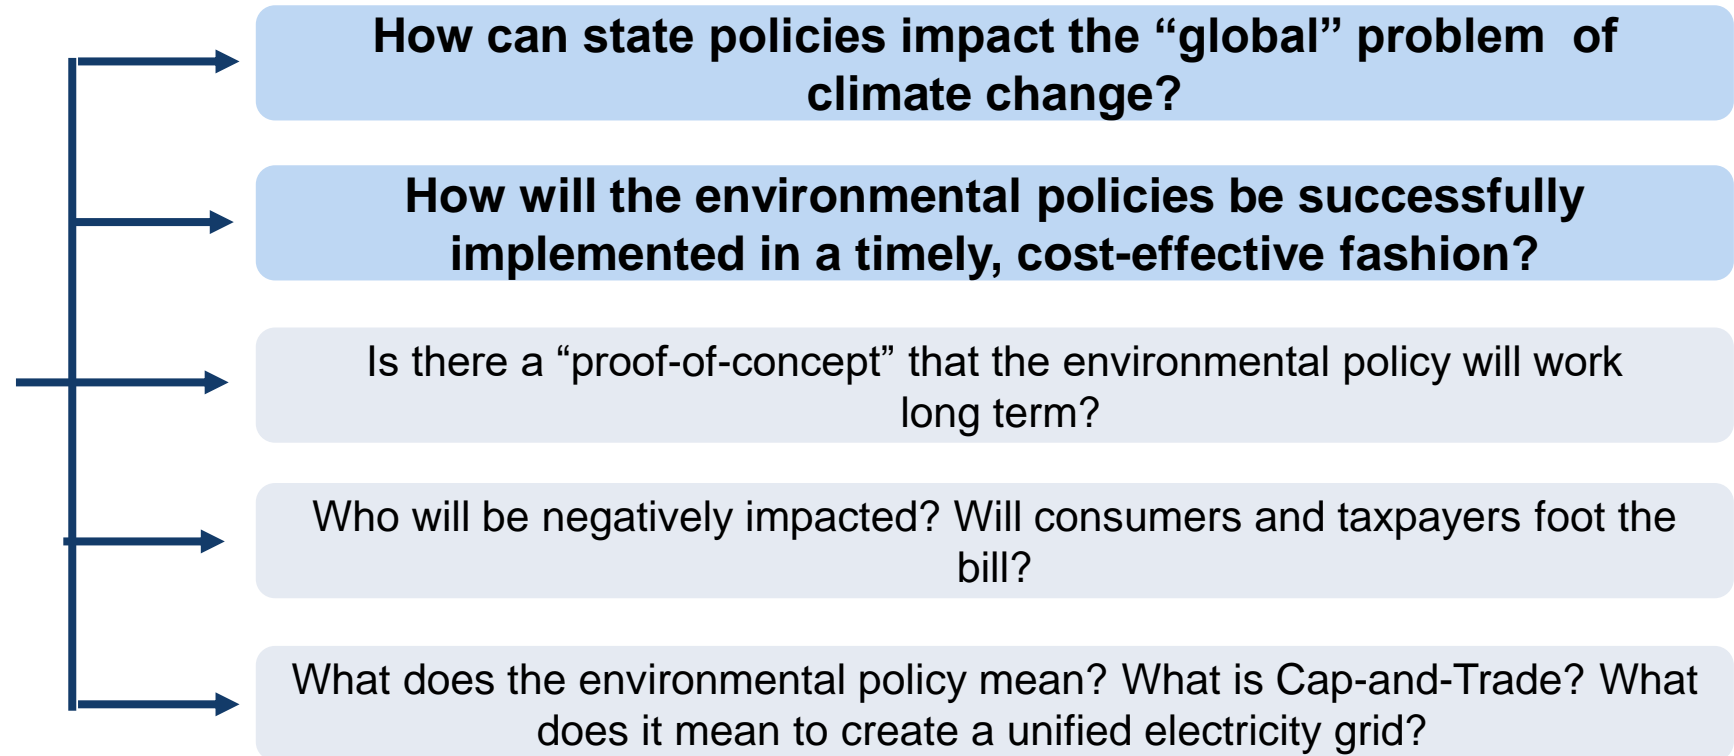 How can state policies impact the “global” problem  of
climate change?
How will the environmental policies be successfully
implemented in a timely, cost-effective fashion?
Is there a “proof-of-concept” that the environmental policy will work
long term?
Who will be negatively impacted? Will consumers and taxpayers foot the
bill?
What does the environmental policy mean? What is Cap-and-Trade? What
does it mean to create a unified electricity grid?